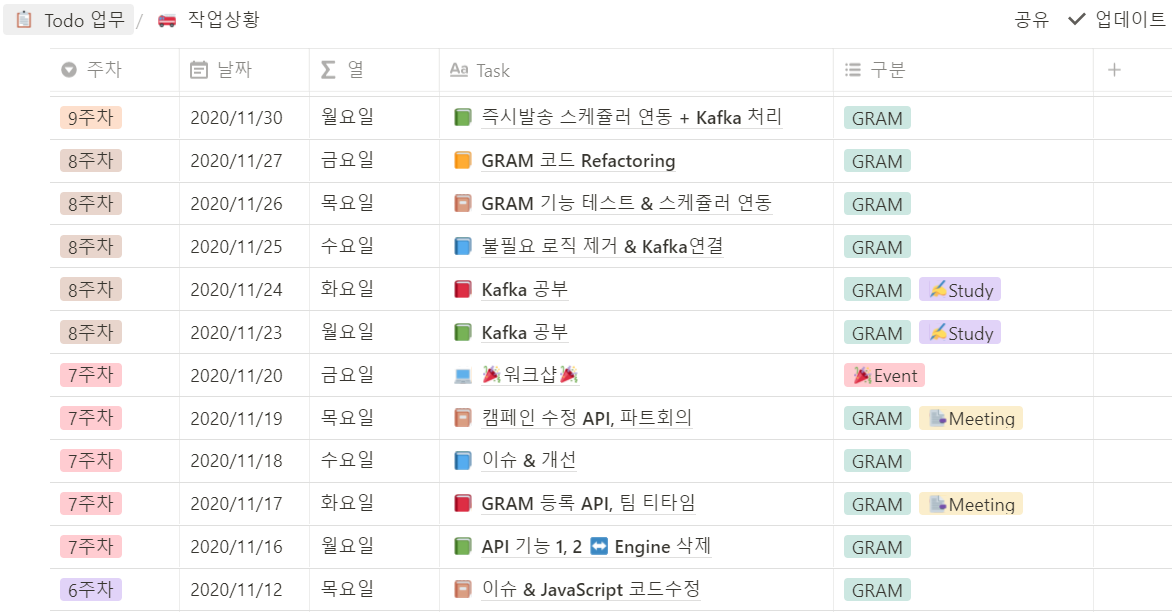 Todo 업무 / 작업상황 공유 업데이트
주차 날짜 열 Aa Task 구분
9주차 2020/11/30 월요일 즉시발송 스케쥴러 연동 + Kafka 처리 GRAM
8주차 2020/11/27 금요일 GRAM 코드 Refactoring GRAM
8주차 2020/11/26 목요일 GRAM 기능 테스트 & 스케쥴러 연동 GRAM
8주차 2020/11/25 수요일 불필요 로직 제거 & Kafka연결 GRAM
8주차 2020/11/24 화요일 Kafka 공부 GRAM Study
8주차 2020/11/23 월요일 Kafka 공부 GRAM Study
7주차 2020/11/20 금요일 워크샵 Event
7주차 2020/11/19 목요일 캠페인 수정 API, 파트회의 GRAM Meeting
7주차 2020/11/18 수요일 이슈 & 개선 GRAM
7주차 2020/11/17 화요일 GRAM 등록 API, 팀 티타임 GRAM Meeting
7주차 2020/11/16 월요일 API 기능 1, 2 ↔ Engine 삭제 GRAM
6주차 2020/11/12 목요일 이슈 & JavaScript 코드수정 GRAM